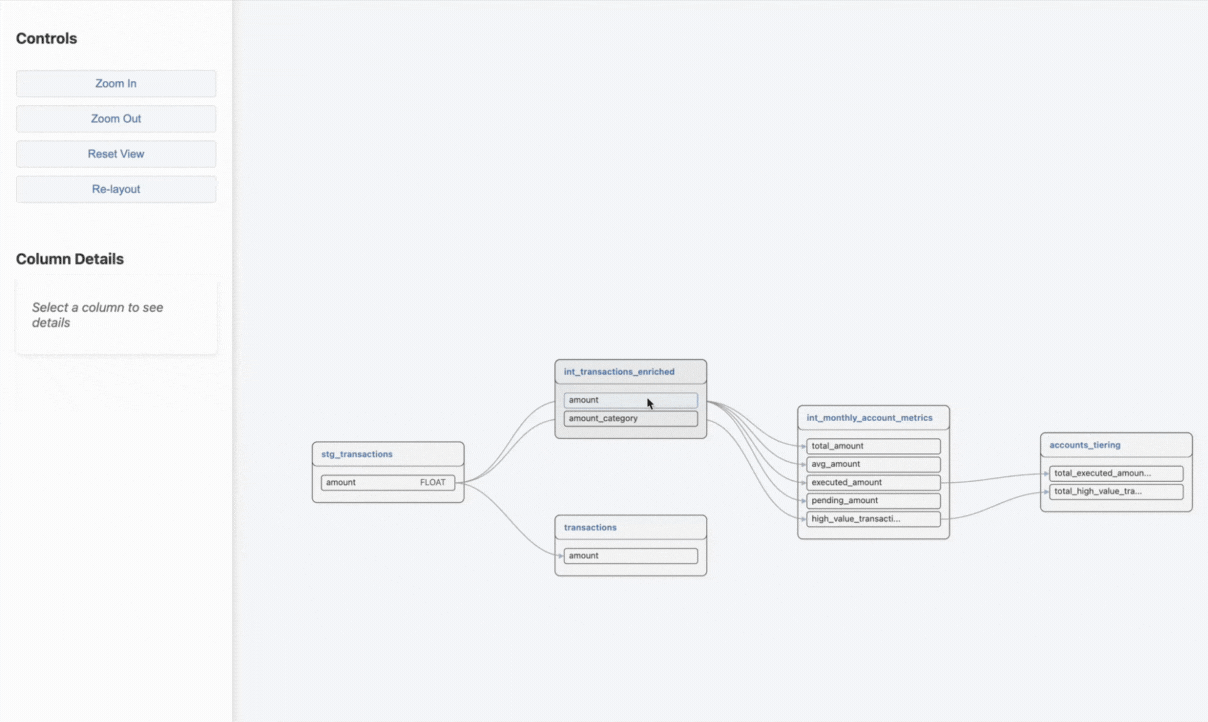 Controls
Zoom In
Zoom Out
Reset View
Re-layout
Column Details
Select a column to see
details
stg_transactions
amount FLOAT
int_transactions_enriched
amount
amount_category
transactions
amount
int_monthly_account_metrics
total_amount
avg_amount
executed_amount
pending_amount
high_value_transacti...
accounts_tiering
total_executed_amoun...
total_high_value_tra...